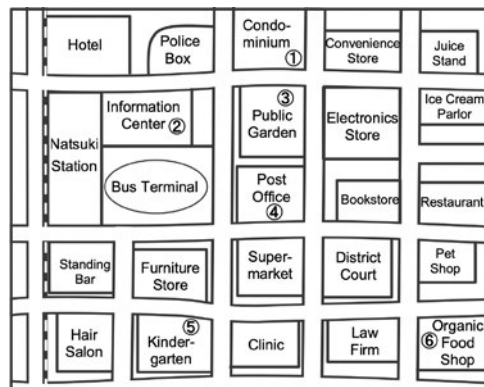 Hotel
Police
Box
Condo-
minium
①
Convenience
Store
Juice
Stand
Natsuki
Station
Information
Center ②
Bus Terminal
③
Public
Garden
Electronics
Store
Ice Cream
Parlor
Post
Office
④
Bookstore
Restaurant
Standing
Bar
Furniture
Store
Super-
market
District
Court
Pet
Shop
Hair
Salon
⑤
Kinder-
garten
Clinic
Law
Firm
Organic
⑥ Food
Shop